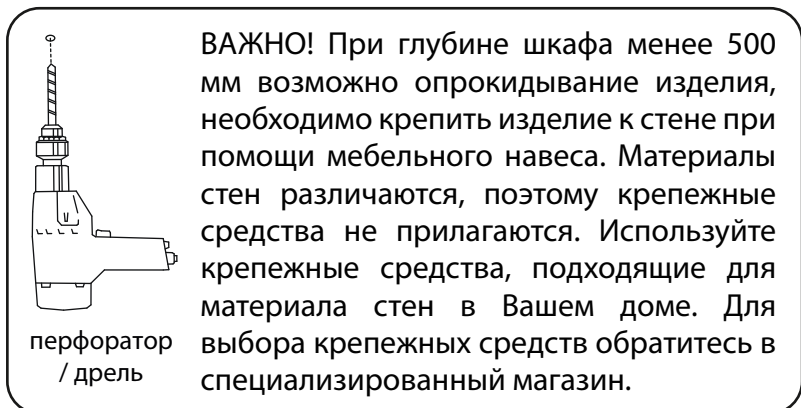 ВАЖНО! При глубине шкафа менее 500
мм возможно опрокидывание изделия,
необходимо крепить изделие к стене при
помощи мебельного навеса. Материалы
стен различаются, поэтому крепежные
средства не прилагаются. Используйте
крепежные средства, подходящие для
материала стен в Вашем доме. Для
выбора крепежных средств обратитесь в
специализированный магазин.
перфоратор
/ дрель